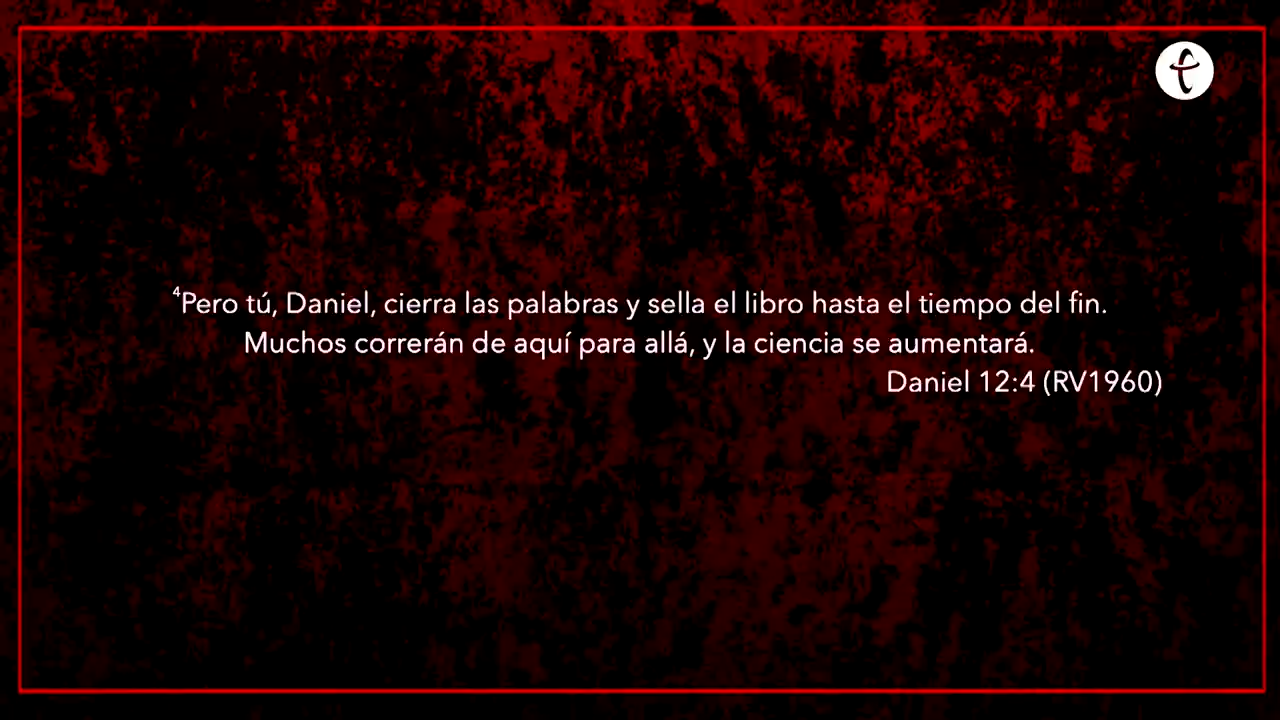 ⁴Pero tú, Daniel, cierra las palabras y sella el libro hasta el tiempo del fin.
Muchos correrán de aquí para allá, y la ciencia se aumentará.
Daniel 12:4 (RV1960)